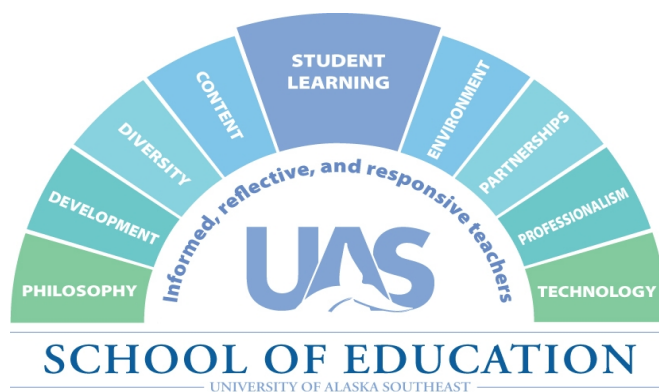 PHILOSOPHY
DEVELOPMENT
DIVERSITY
CONTENT
STUDENT
LEARNING
ENVIRONMENT
PARTNERSHIPS
PROFESSIONALISM
TECHNOLOGY
Informed, reflective, and responsive teachers
UAS
SCHOOL OF EDUCATION
UNIVERSITY OF ALASKA SOUTHEAST